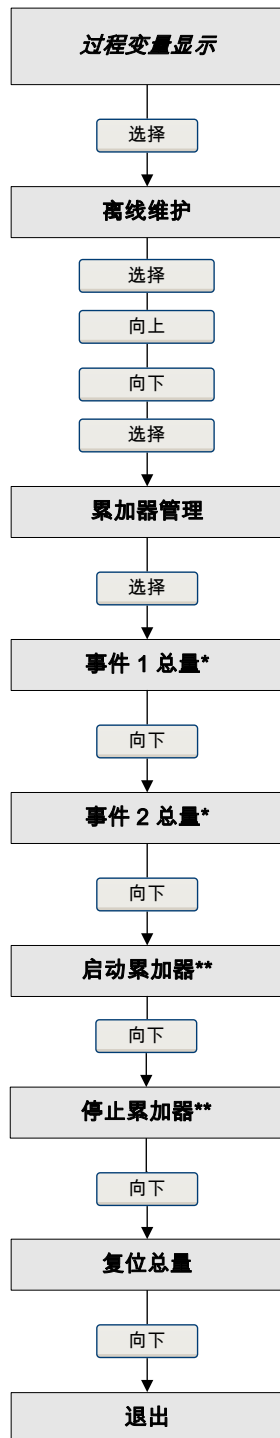 过程变量显示
选择
离线维护
选择
向上
向下
选择
累加器管理
选择
事件 1 总量*
向下
事件 2 总量*
向下
启动累加器**
向下
停止累加器**
向下
复位总量
向下
退出